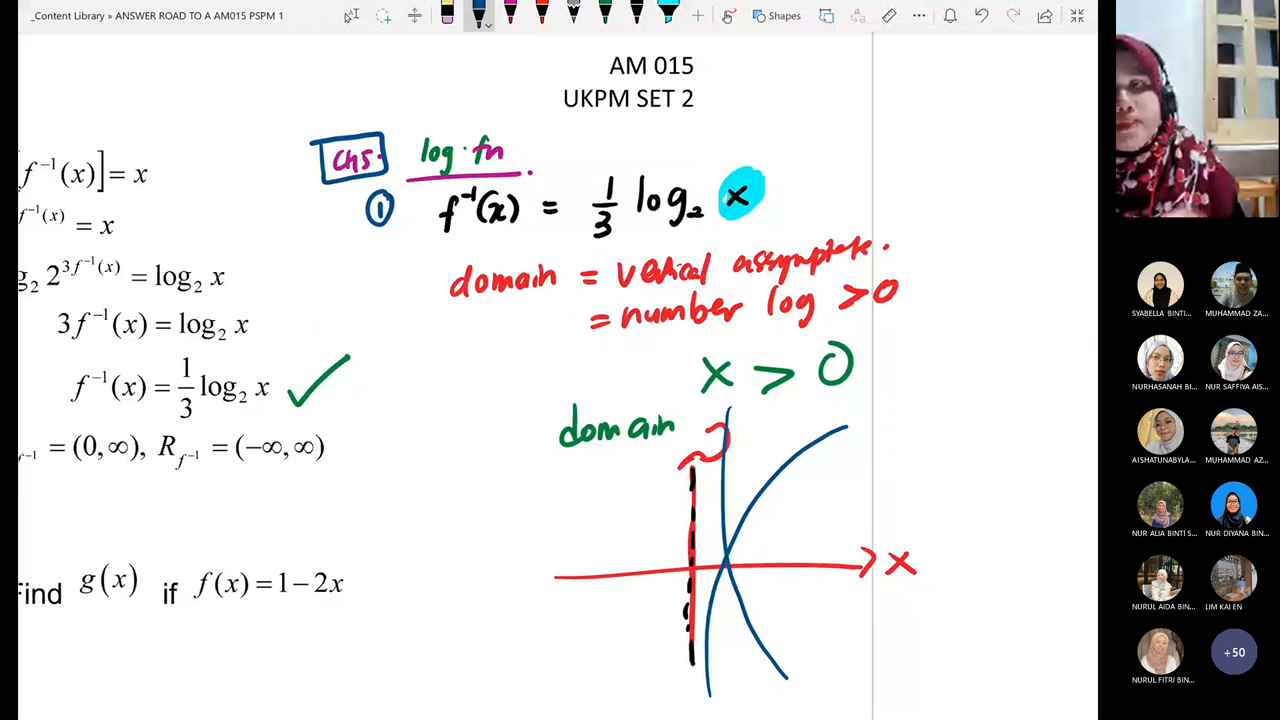 _Content Library » ANSWER ROAD TO A AM015 PSPM 1
Shapes
AM 015
UKPM SET 2
f⁻¹(x)] = x
f⁻¹(x) = x
g₂ 2^{3f⁻¹(x)} = log₂ x
3f⁻¹(x) = log₂ x
f⁻¹(x) = 1/3 log₂ x
f⁻¹ = (0, ∞), R_{f⁻¹} = (-∞, ∞)
Find g(x) if f(x) = 1 - 2x
Ch5. log. fn.
① f⁻¹(x) = 1/3 log₂ x
domain = vertical assymptote.
= number log > 0
x > 0
domain
x
SYABELLA BINTI...
MUHAMMAD ZA...
NURHASANAH BI...
NUR SAFFIYA AIS...
AISHATUNABYLA...
MUHAMMAD AZ...
NUR ALIA BINTI S...
NUR DIYANA BIN...
NURUL AIDA BIN...
LIM KAI EN
NURUL FITRI BIN...
+50